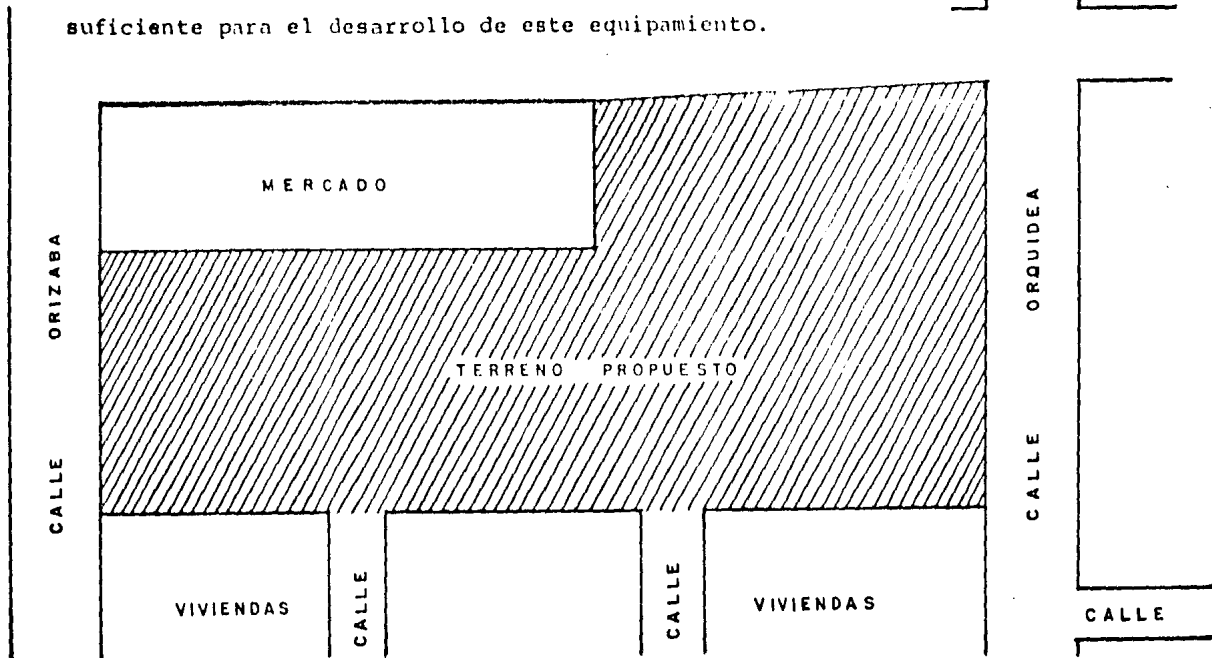 suficiente para el desarrollo de este equipamiento.
MERCADO
CALLE ORIZABA
CALLE ORQUIDEA
TERRENO PROPUESTO
VIVIENDAS
CALLE
CALLE
VIVIENDAS
CALLE